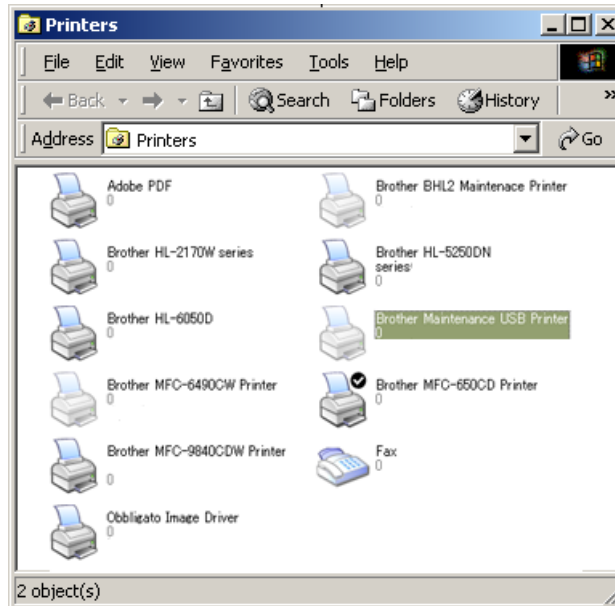 Printers
File Edit View Favorites Tools Help
Back Search Folders History »
Address Printers Go
Adobe PDF
0
Brother BHL2 Maintenace Printer
0
Brother HL-2170W series
0
Brother HL-5250DN
series
0
Brother HL-6050D
0
Brother Maintenance USB Printer
0
Brother MFC-6490CW Printer
0
Brother MFC-650CD Printer
0
Brother MFC-9840CDW Printer
0
Fax
0
Obbligato Image Driver
0
2 object(s)